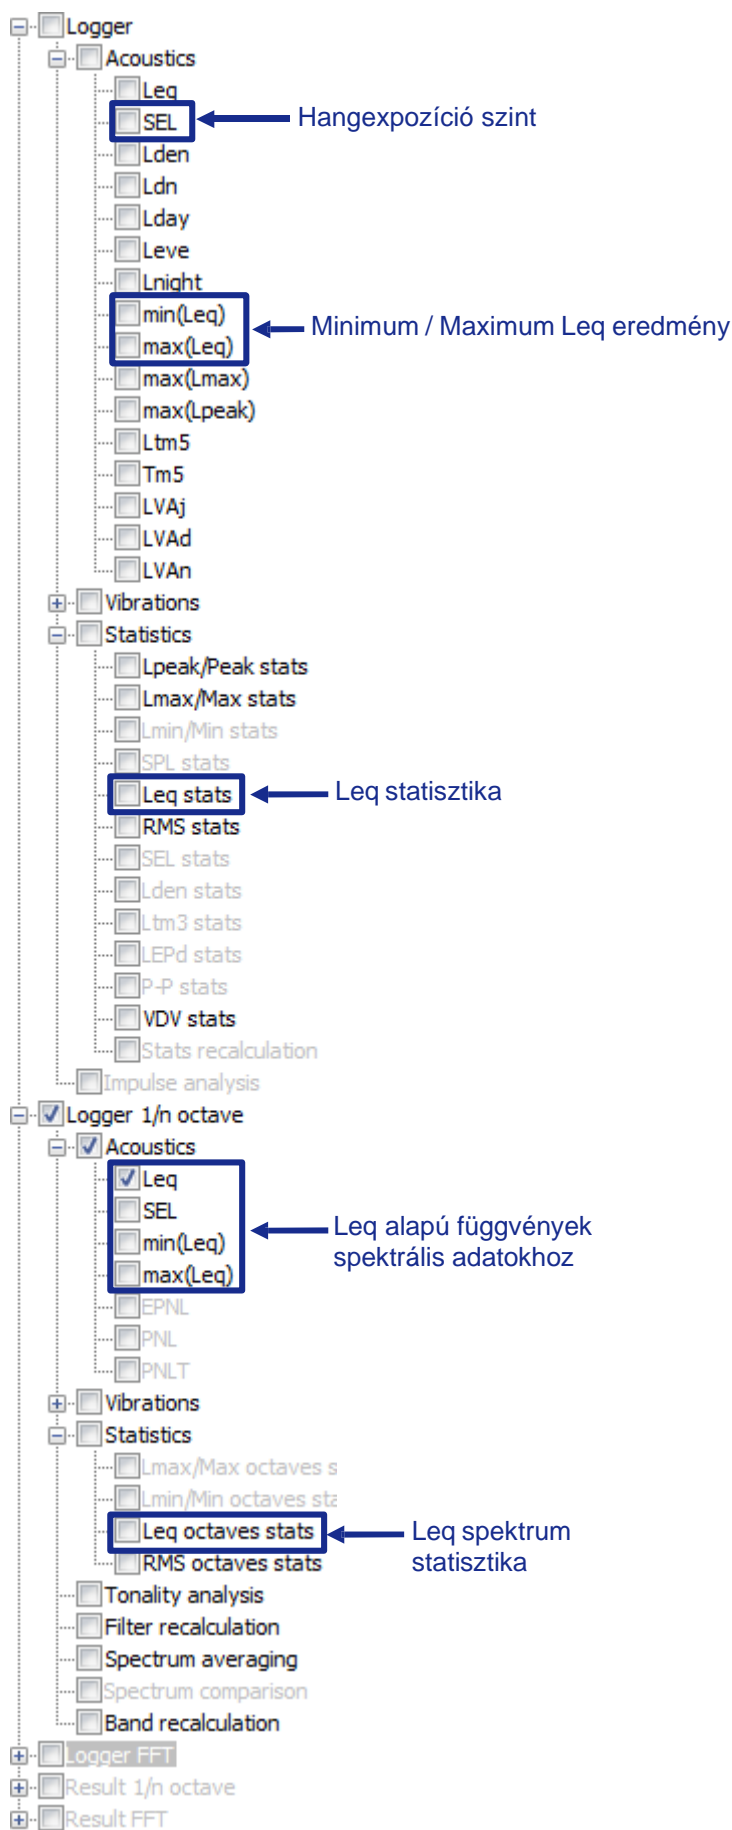 Logger
Acoustics
Leq
SEL
Hangexpozíció szint
Lden
Ldn
Lday
Leve
Lnight
min(Leq)
Minimum / Maximum Leq eredmény
max(Leq)
max(Lmax)
max(Lpeak)
Ltm5
Tm5
LVAj
LVAd
LVAn
Vibrations
Statistics
Lpeak/Peak stats
Lmax/Max stats
Lmin/Min stats
SPL stats
Leq stats
Leq statisztika
RMS stats
SEL stats
Lden stats
Ltm3 stats
LEPd stats
P-P stats
VDV stats
Stats recalculation
Impulse analysis
Logger 1/n octave
Acoustics
Leq
SEL
min(Leq)
max(Leq)
Leq alapú függvények
spektrális adatokhoz
EPNL
PNL
PNLT
Vibrations
Statistics
Lmax/Max octaves s
Lmin/Min octaves sta
Leq octaves stats
Leq spektrum
statisztika
RMS octaves stats
Tonality analysis
Filter recalculation
Spectrum averaging
Spectrum comparison
Band recalculation
Logger FFT
Result 1/n octave
Result FFT